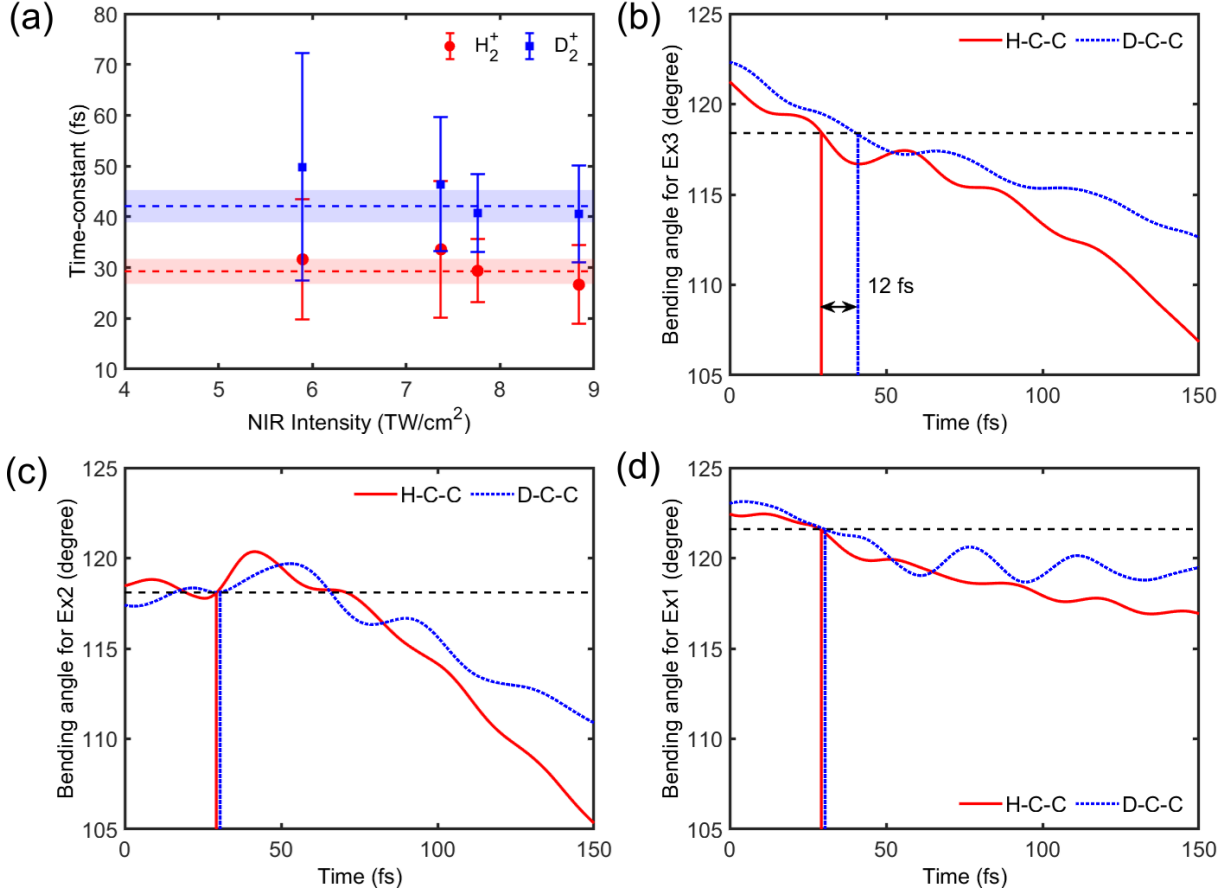 (a)
H₂⁺ D₂⁺
80
70
60
50
40
30
20
10
Time-constant (fs)
4 5 6 7 8 9
NIR Intensity (TW/cm²)
(b)
H-C-C D-C-C
125
120
115
110
105
Bending angle for Ex3 (degree)
12 fs
0 50 100 150
Time (fs)
(c)
H-C-C D-C-C
125
120
115
110
105
Bending angle for Ex2 (degree)
0 50 100 150
Time (fs)
(d)
H-C-C D-C-C
125
120
115
110
105
Bending angle for Ex1 (degree)
H-C-C D-C-C
0 50 100 150
Time (fs)